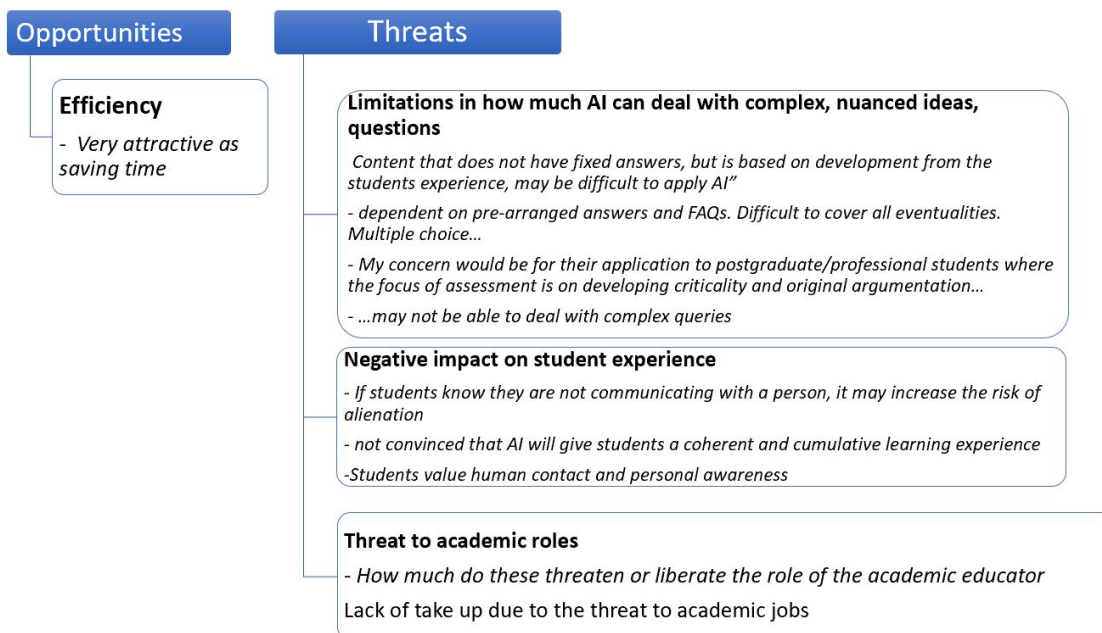 Opportunities
Efficiency
- Very attractive as
saving time
Threats
Limitations in how much AI can deal with complex, nuanced ideas,
questions
Content that does not have fixed answers, but is based on development from the
students experience, may be difficult to apply AI”
- dependent on pre-arranged answers and FAQs. Difficult to cover all eventualities.
Multiple choice…
- My concern would be for their application to postgraduate/professional students where
the focus of assessment is on developing criticality and original argumentation…
- …may not be able to deal with complex queries
Negative impact on student experience
- If students know they are not communicating with a person, it may increase the risk of
alienation
- not convinced that AI will give students a coherent and cumulative learning experience
-Students value human contact and personal awareness
Threat to academic roles
- How much do these threaten or liberate the role of the academic educator
Lack of take up due to the threat to academic jobs